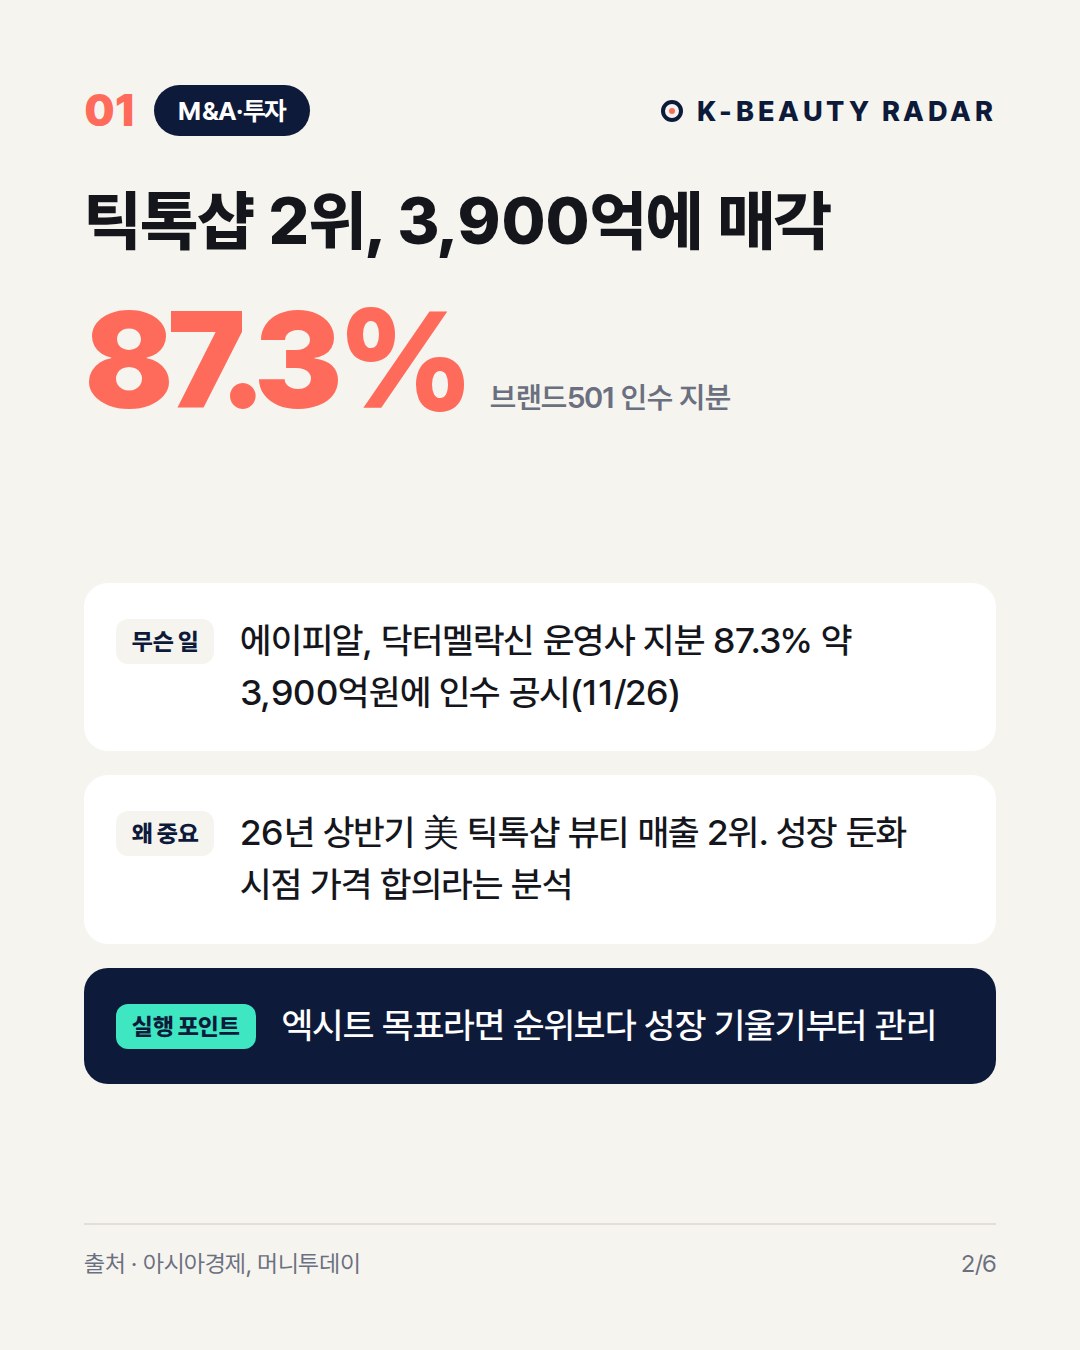 01 M&A·투자
K-BEAUTY RADAR
틱톡샵 2위, 3,900억에 매각
87.3% 브랜드501 인수 지분
무슨 일
에이피알, 닥터멜락신 운영사 지분 87.3% 약
3,900억원에 인수 공시(11/26)
왜 중요
26년 상반기 美 틱톡샵 뷰티 매출 2위. 성장 둔화
시점 가격 합의라는 분석
실행 포인트
엑시트 목표라면 순위보다 성장 기울기부터 관리
출처 · 아시아경제, 머니투데이
2/6